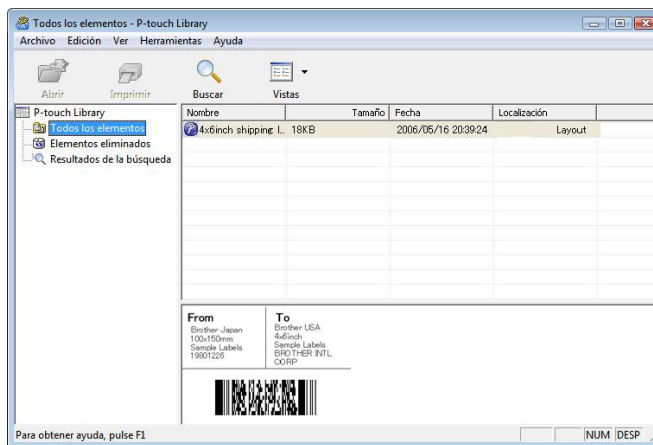 Todos los elementos - P-touch Library
Archivo Edición Ver Herramientas Ayuda
Abrir Imprimir Buscar Vistas
P-touch Library
Todos los elementos
Elementos eliminados
Resultados de la búsqueda
Nombre Tamaño Fecha Localización
4x6inch shipping l... 18KB 2006/05/16 20:39:24 Layout
From
Brother Japan
100x150mm
Sample Labels
19801226
To
Brother USA
4x6inch
Sample Labels
BROTHER INTL
CORP
Para obtener ayuda, pulse F1
NUM DESP